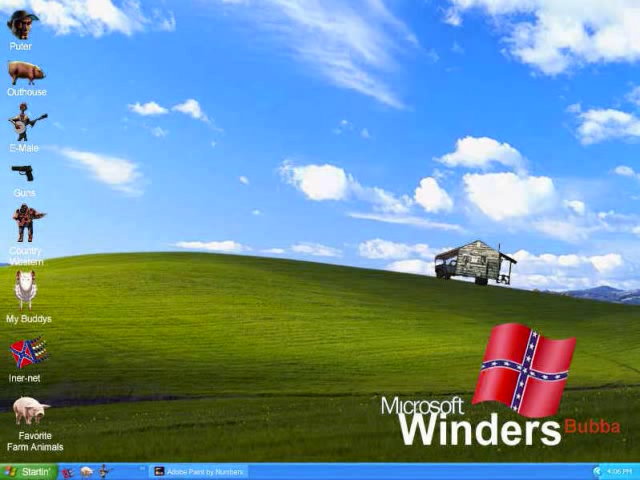 Puter
Outhouse
E-Male
Guns
Country
Western
My Buddys
Iner-net
Favorite
Farm Animals
Microsoft
Winders Bubba
Startin'
Adobe Paint by Numbers
4:06 PM